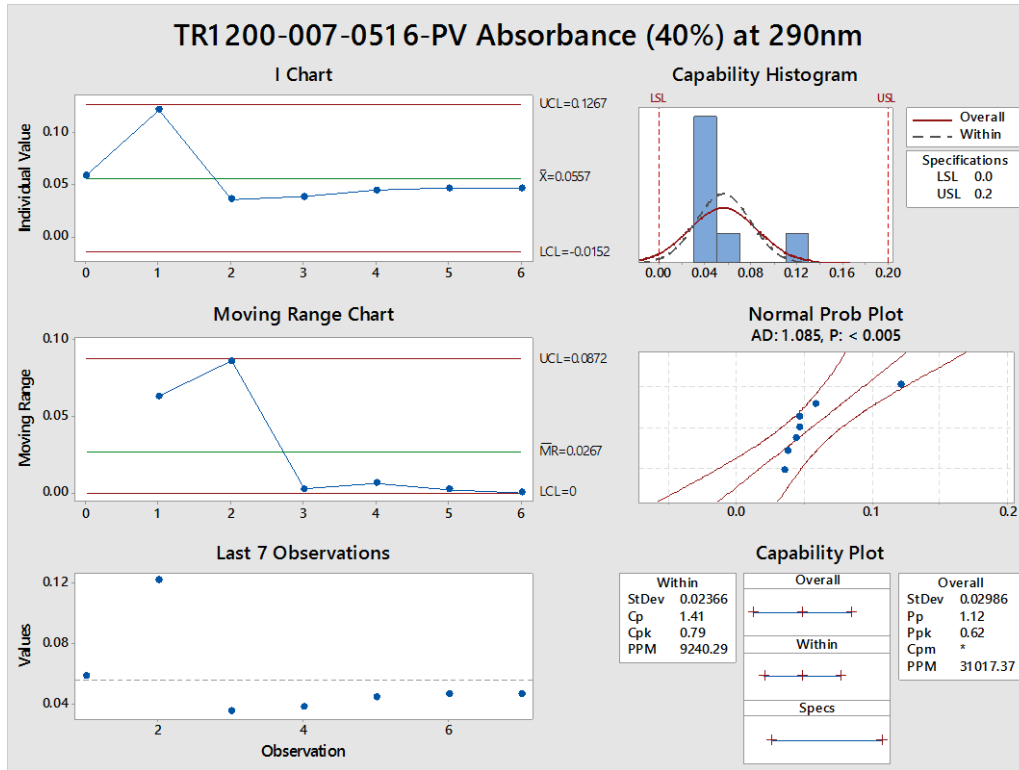 TR1200-007-0516-PV Absorbance (40%) at 290nm
I Chart
Individual Value
0.10
0.05
0.00
UCL=0.1267
X̄=0.0557
LCL=-0.0152
0 1 2 3 4 5 6
Capability Histogram
LSL USL
0.00 0.04 0.08 0.12 0.16 0.20
Overall
Within
Specifications
LSL 0.0
USL 0.2
Moving Range Chart
Moving Range
0.10
0.05
0.00
UCL=0.0872
M̄R̄=0.0267
LCL=0
0 1 2 3 4 5 6
Normal Prob Plot
AD: 1.085, P: < 0.005
0.0 0.1 0.2
Last 7 Observations
Values
0.12
0.08
0.04
2 4 6
Observation
Capability Plot
Within
StDev 0.02366
Cp 1.41
Cpk 0.79
PPM 9240.29
Overall
Within
Specs
Overall
StDev 0.02986
Pp 1.12
Ppk 0.62
Cpm *
PPM 31017.37